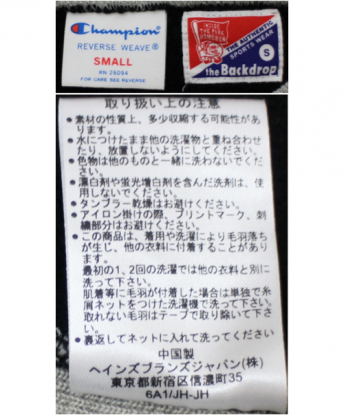 Champion
REVERSE WEAVE®
SMALL
RN 26094
FOR CARE SEE REVERSE
INSIDE
THE FIVE
THE AUTHENTIC
SPORTS WEAR
the Backdrop
S
取り扱い上の注意
●素材の性質上、多少収縮する可能性があ
ります。
●水につけたまま他の洗濯物と重ね合わせ
たり、放置しないようにしてください。
●色物は他のものと一緒に洗わないでくだ
さい。
●漂白剤や蛍光増白剤を含んだ洗剤は、使
用しないでください。
●タンブラー乾燥はお避けください。
●アイロン掛けの際、プリントマーク、刺
繍部分はお避けください。
●この商品は、着用や洗濯により毛羽落ち
が生じ、他の衣料に付着することがあり
ます。
最初の1、2回の洗濯では他の衣料と別に
洗って下さい。
肌着等に毛羽が付着した場合は単独で糸
屑ネットをつけた洗濯機で洗って下さい。
取れない毛羽はテープで取り除いて下さ
い。
●裏返してネットに入れて洗ってください
中国製
ヘインズブランズジャパン(株)
東京都新宿区信濃町35
6A1/JH-JH